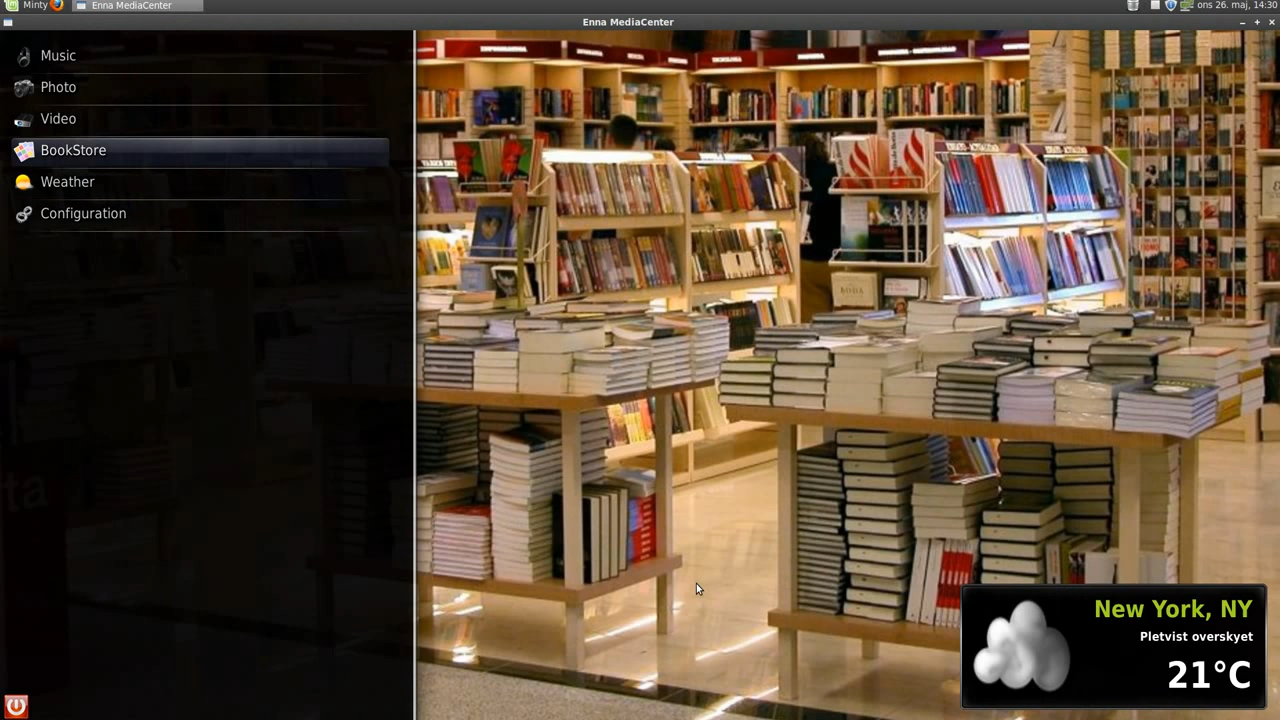 Minty
Enna MediaCenter
ons 26. maj, 14:30
Enna MediaCenter
Music
Photo
Video
BookStore
Weather
Configuration
New York, NY
Pletvist overskyet
21°C